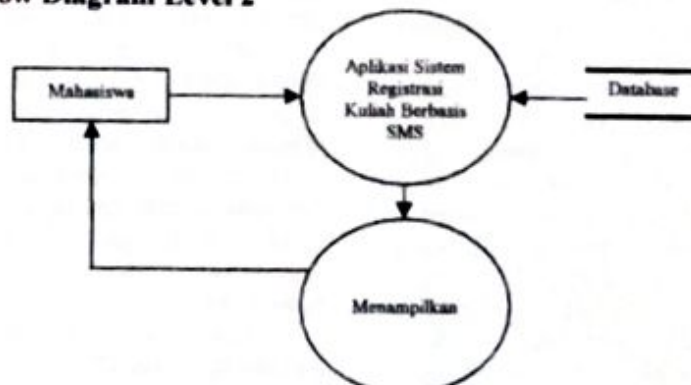 Diagram Level 2
Mahasiswa
Aplikasi Sistem
Registrasi
Kuliah Berbasis
SMS
Database
Menampilkan